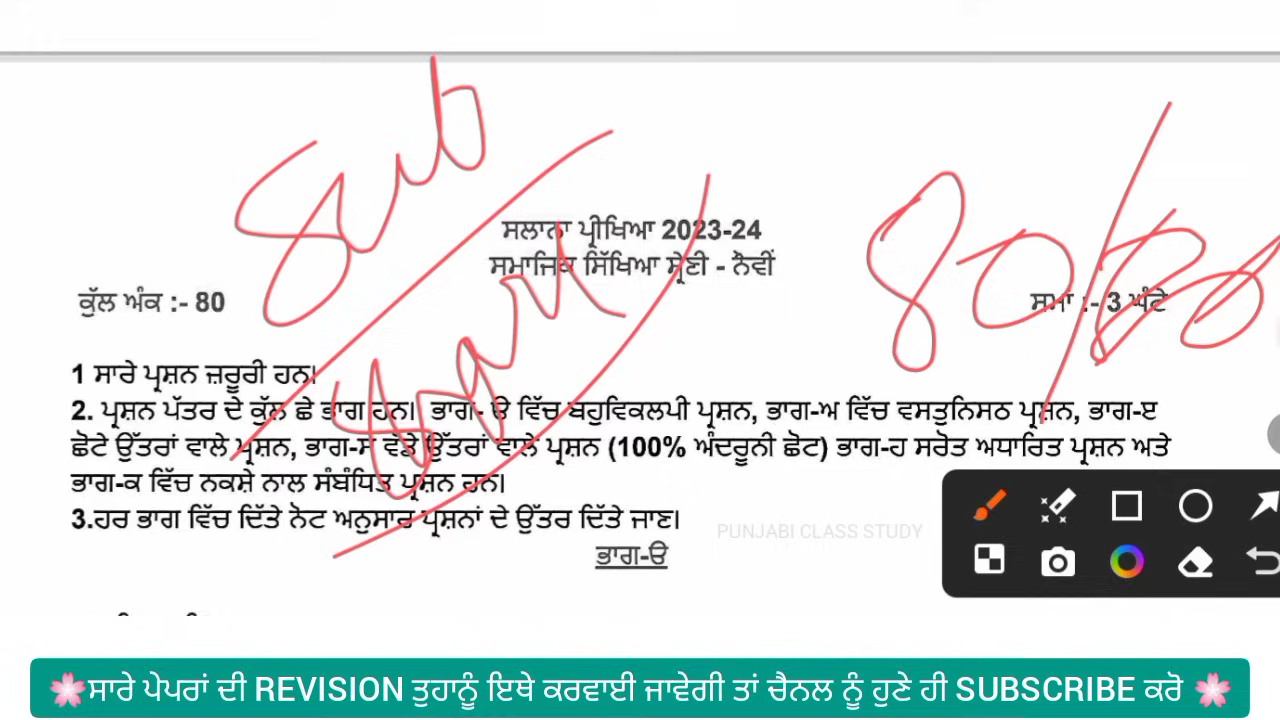 Sub
80/80
ਸਲਾਨਾ ਪ੍ਰੀਖਿਆ 2023-24
ਸਮਾਜਿਕ ਸਿੱਖਿਆ ਸ਼੍ਰੇਣੀ - ਨੌਵੀਂ
ਕੁੱਲ ਅੰਕ :- 80 ਸਮਾਂ :- 3 ਘੰਟੇ
1 ਸਾਰੇ ਪ੍ਰਸ਼ਨ ਜ਼ਰੂਰੀ ਹਨ।
2. ਪ੍ਰਸ਼ਨ ਪੱਤਰ ਦੇ ਕੁੱਲ ਛੇ ਭਾਗ ਹਨ। ਭਾਗ- ੳ ਵਿੱਚ ਬਹੁਵਿਕਲਪੀ ਪ੍ਰਸ਼ਨ, ਭਾਗ-ਅ ਵਿੱਚ ਵਸਤੁਨਿਸਠ ਪ੍ਰਸ਼ਨ, ਭਾਗ-ੲ
ਛੋਟੇ ਉੱਤਰਾਂ ਵਾਲੇ ਪ੍ਰਸ਼ਨ, ਭਾਗ-ਸ ਵੱਡੇ ਉੱਤਰਾਂ ਵਾਲੇ ਪ੍ਰਸ਼ਨ (100% ਅੰਦਰੂਨੀ ਛੋਟ) ਭਾਗ-ਹ ਸਰੋਤ ਅਧਾਰਿਤ ਪ੍ਰਸ਼ਨ ਅਤੇ
ਭਾਗ-ਕ ਵਿੱਚ ਨਕਸ਼ੇ ਨਾਲ ਸੰਬੰਧਿਤ ਪ੍ਰਸ਼ਨ ਹਨ।
3.ਹਰ ਭਾਗ ਵਿੱਚ ਦਿੱਤੇ ਨੋਟ ਅਨੁਸਾਰ ਪ੍ਰਸ਼ਨਾਂ ਦੇ ਉੱਤਰ ਦਿੱਤੇ ਜਾਣ।
PUNJABI CLASS STUDY
ਭਾਗ-ੳ
🌸ਸਾਰੇ ਪੇਪਰਾਂ ਦੀ REVISION ਤੁਹਾਨੂੰ ਇਥੇ ਕਰਵਾਈ ਜਾਵੇਗੀ ਤਾਂ ਚੈਨਲ ਨੂੰ ਹੁਣੇ ਹੀ SUBSCRIBE ਕਰੋ 🌸